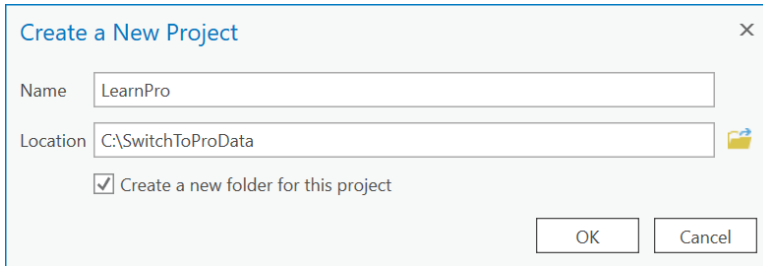 Create a New Project
Name LearnPro
Location C:\SwitchToProData
Create a new folder for this project
OK Cancel